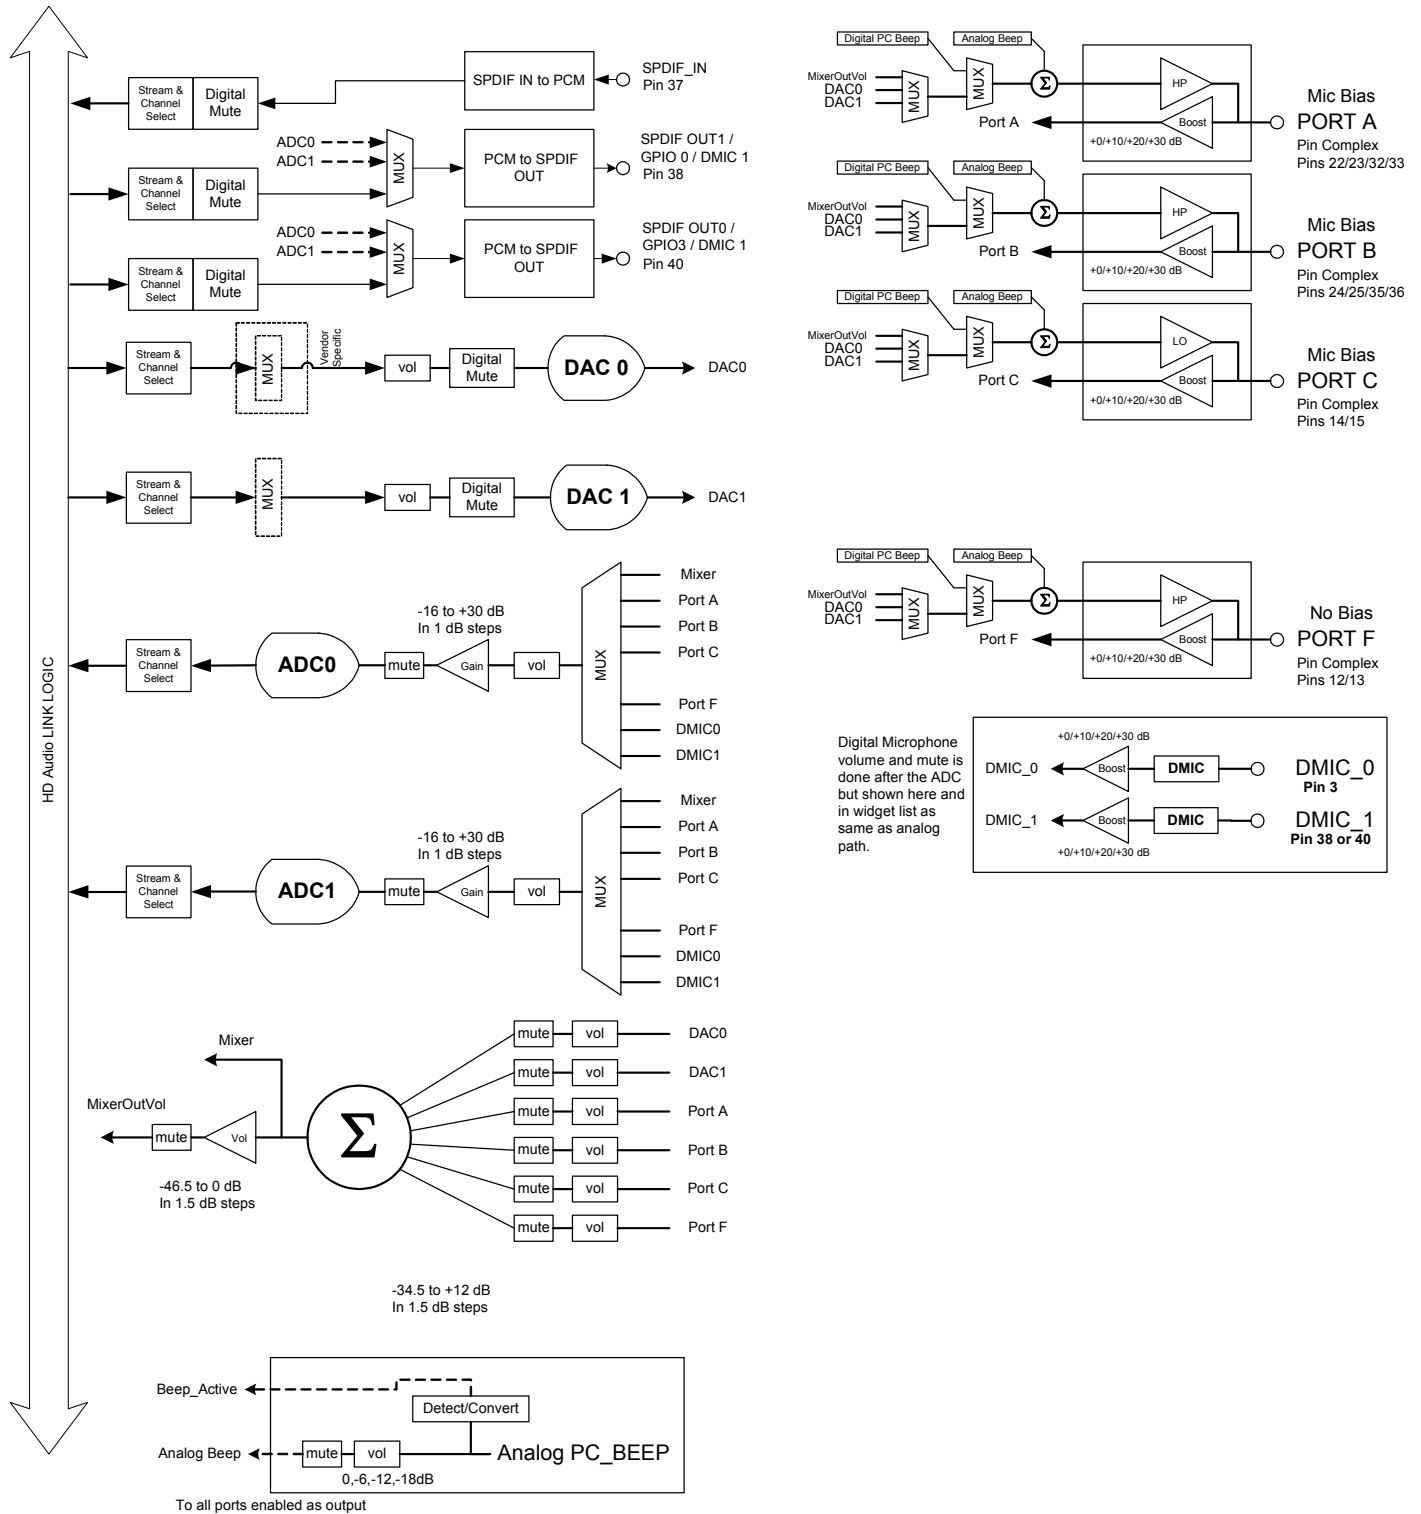 HD Audio LINK LOGIC
Stream &
Channel
Select
Digital
Mute
SPDIF IN to PCM
SPDIF_IN
Pin 37
ADC0
ADC1
MUX
Stream &
Channel
Select
Digital
Mute
PCM to SPDIF
OUT
SPDIF OUT1 /
GPIO 0 / DMIC 1
Pin 38
ADC0
ADC1
MUX
Stream &
Channel
Select
Digital
Mute
PCM to SPDIF
OUT
SPDIF OUT0 /
GPIO3 / DMIC 1
Pin 40
Stream &
Channel
Select
MUX
Vendor
Specific
vol
Digital
Mute
DAC 0
DAC0
Stream &
Channel
Select
MUX
vol
Digital
Mute
DAC 1
DAC1
Stream &
Channel
Select
ADC0
mute
-16 to +30 dB
In 1 dB steps
Gain
vol
MUX
Mixer
Port A
Port B
Port C
Port F
DMIC0
DMIC1
Stream &
Channel
Select
ADC1
mute
-16 to +30 dB
In 1 dB steps
Gain
vol
MUX
Mixer
Port A
Port B
Port C
Port F
DMIC0
DMIC1
Mixer
MixerOutVol
mute
Vol
-46.5 to 0 dB
In 1.5 dB steps
Σ
mute vol DAC0
mute vol DAC1
mute vol Port A
mute vol Port B
mute vol Port C
mute vol Port F
-34.5 to +12 dB
In 1.5 dB steps
Beep_Active
Detect/Convert
Analog Beep
mute
vol
Analog PC_BEEP
0,-6,-12,-18dB
To all ports enabled as output
Digital PC Beep
Analog Beep
MixerOutVol
DAC0
DAC1
MUX
MUX
Σ
HP
Port A
Boost
+0/+10/+20/+30 dB
Mic Bias
PORT A
Pin Complex
Pins 22/23/32/33
Digital PC Beep
Analog Beep
MixerOutVol
DAC0
DAC1
MUX
MUX
Σ
HP
Port B
Boost
+0/+10/+20/+30 dB
Mic Bias
PORT B
Pin Complex
Pins 24/25/35/36
Digital PC Beep
Analog Beep
MixerOutVol
DAC0
DAC1
MUX
MUX
Σ
LO
Port C
Boost
+0/+10/+20/+30 dB
Mic Bias
PORT C
Pin Complex
Pins 14/15
Digital PC Beep
Analog Beep
MixerOutVol
DAC0
DAC1
MUX
MUX
Σ
HP
Port F
Boost
+0/+10/+20/+30 dB
No Bias
PORT F
Pin Complex
Pins 12/13
Digital Microphone
volume and mute is
done after the ADC
but shown here and
in widget list as
same as analog
path.
+0/+10/+20/+30 dB
DMIC_0
Boost
DMIC
DMIC_0
Pin 3
DMIC_1
Boost
DMIC
DMIC_1
Pin 38 or 40
+0/+10/+20/+30 dB